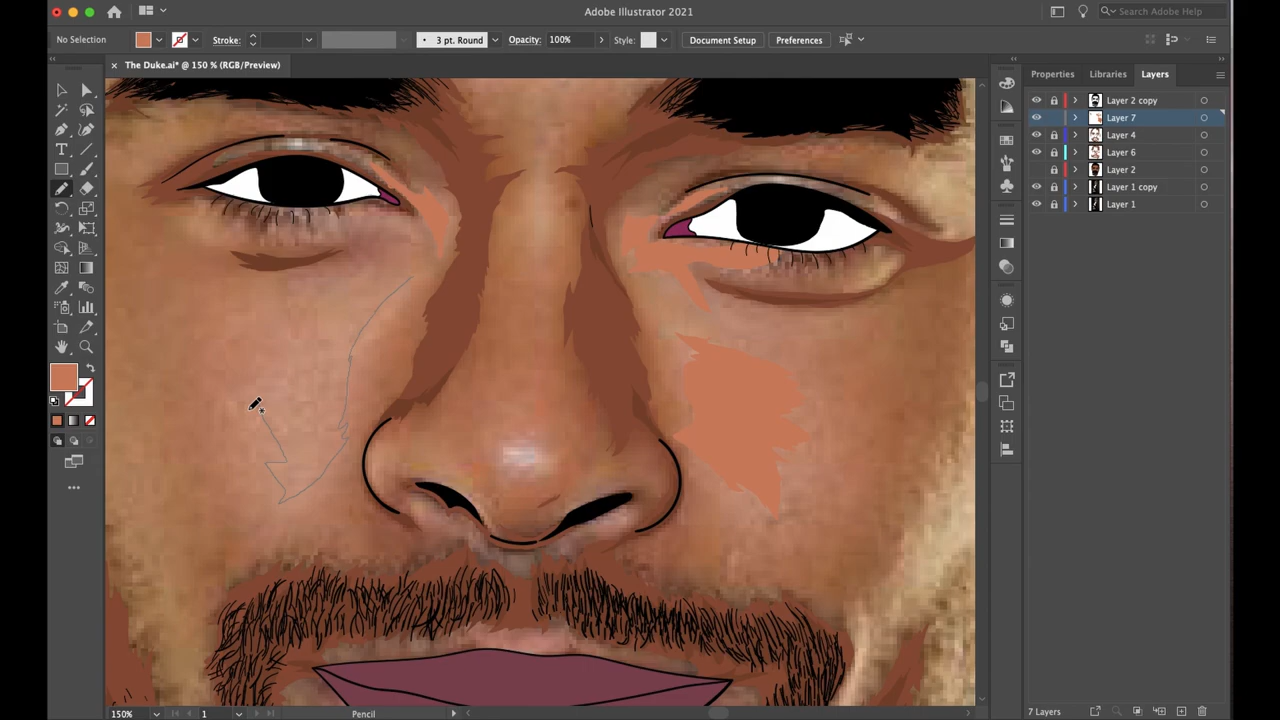 Adobe Illustrator 2021
Search Adobe Help
No Selection
Stroke:
3 pt. Round
Opacity: 100%
Style:
Document Setup
Preferences
× The Duke.ai* @ 150 % (RGB/Preview)
Properties Libraries Layers
Layer 2 copy
Layer 7
Layer 4
Layer 6
Layer 2
Layer 1 copy
Layer 1
150% 1 Pencil
7 Layers